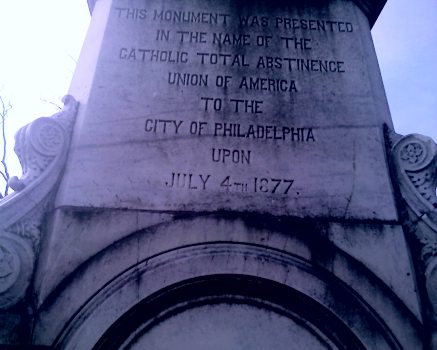 THIS MONUMENT WAS PRESENTED
IN THE NAME OF THE
CATHOLIC TOTAL ABSTINENCE
UNION OF AMERICA
TO THE
CITY OF PHILADELPHIA
UPON
JULY 4TH 1877.